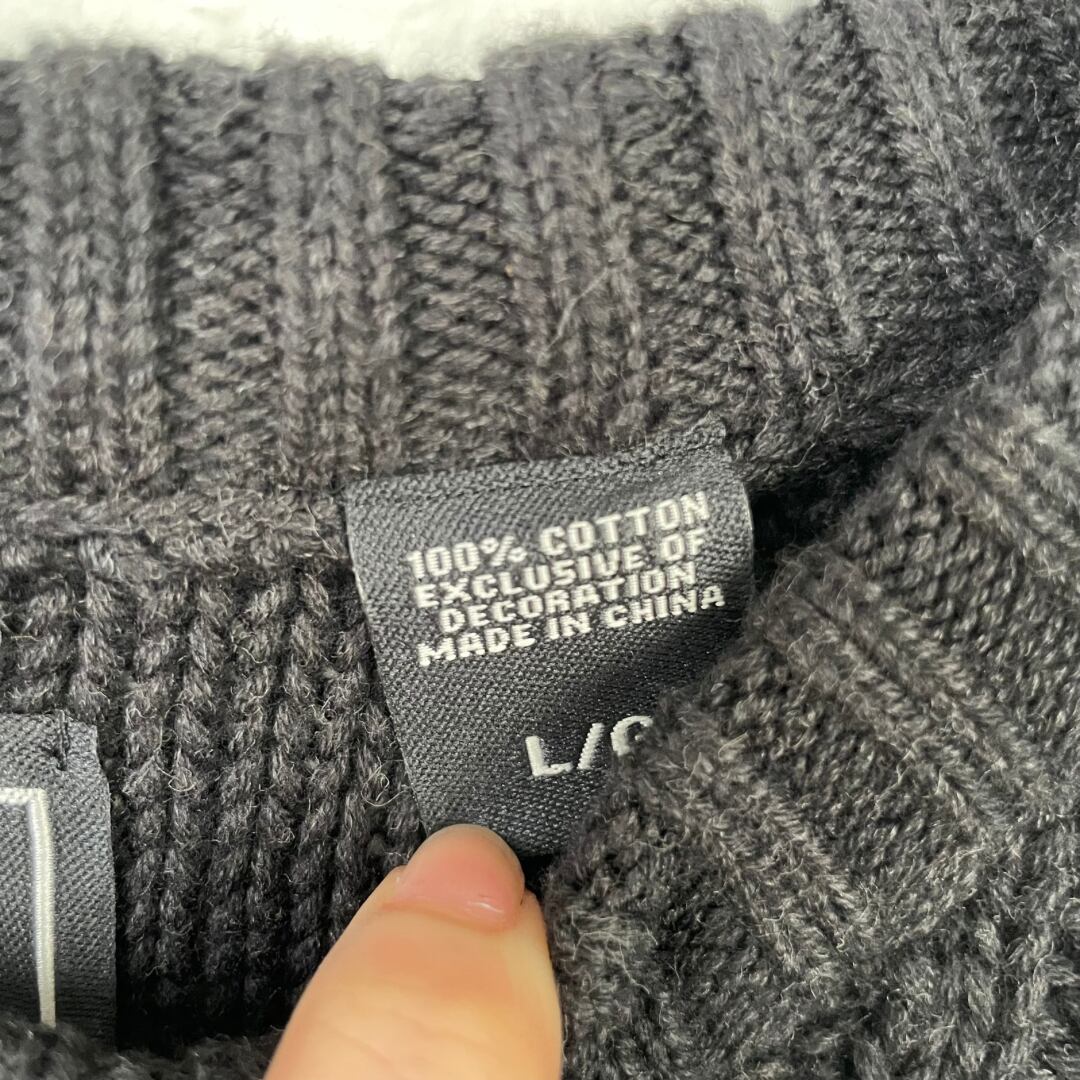 100% COTTON
EXCLUSIVE OF
DECORATION
MADE IN CHINA
L/G